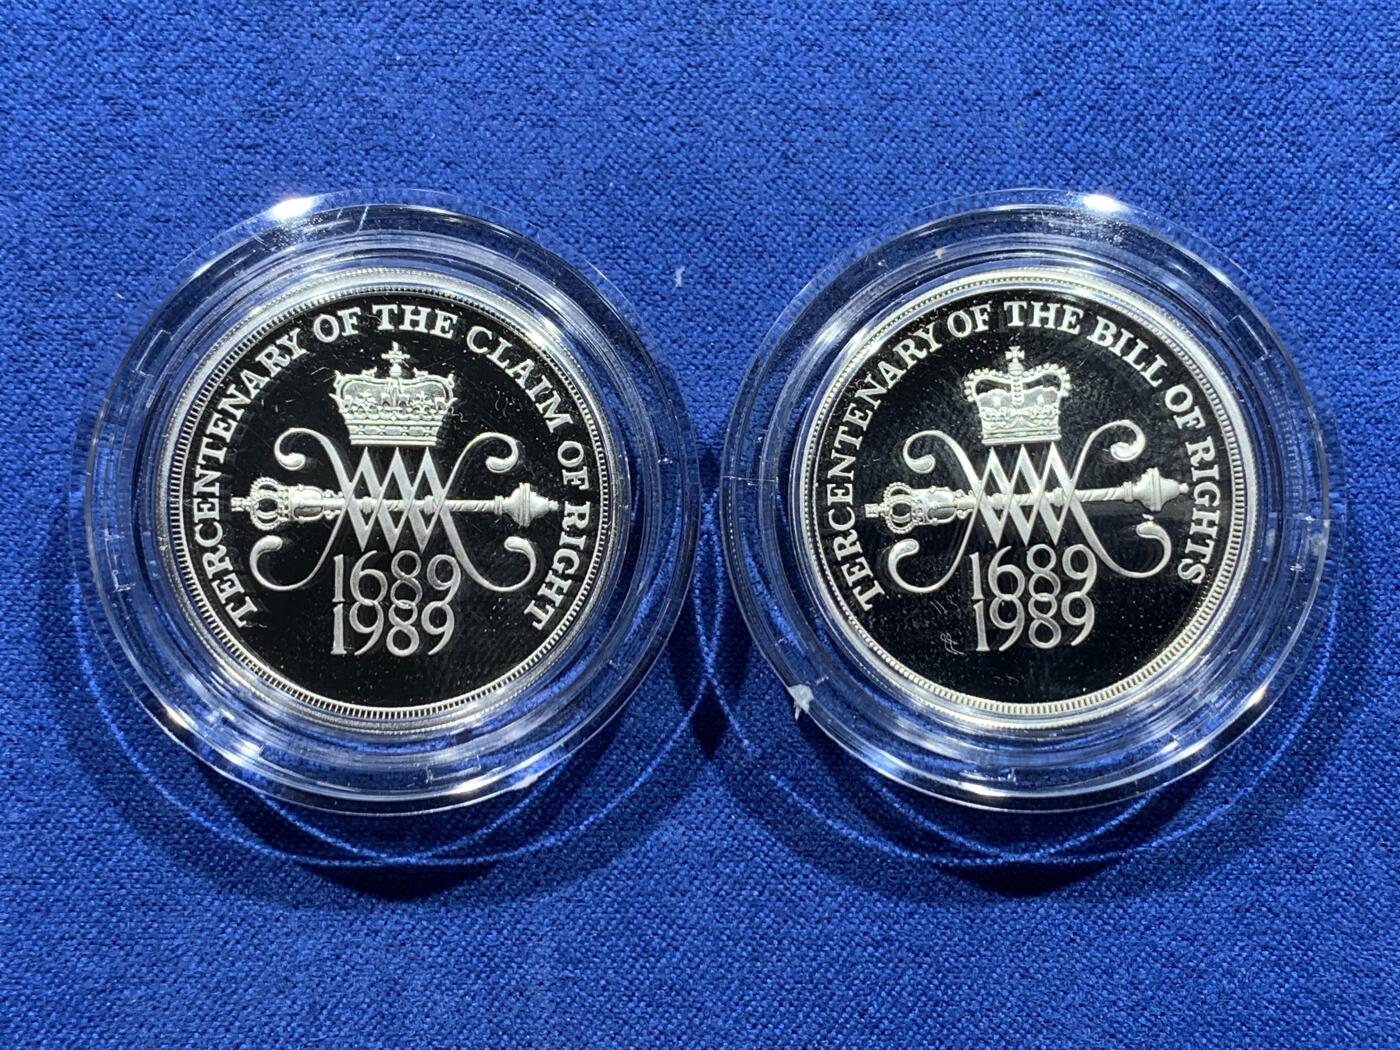 TERCENTENARY OF THE CLAIM OF RIGHT
1689
1989
TERCENTENARY OF THE BILL OF RIGHTS
1689
1989